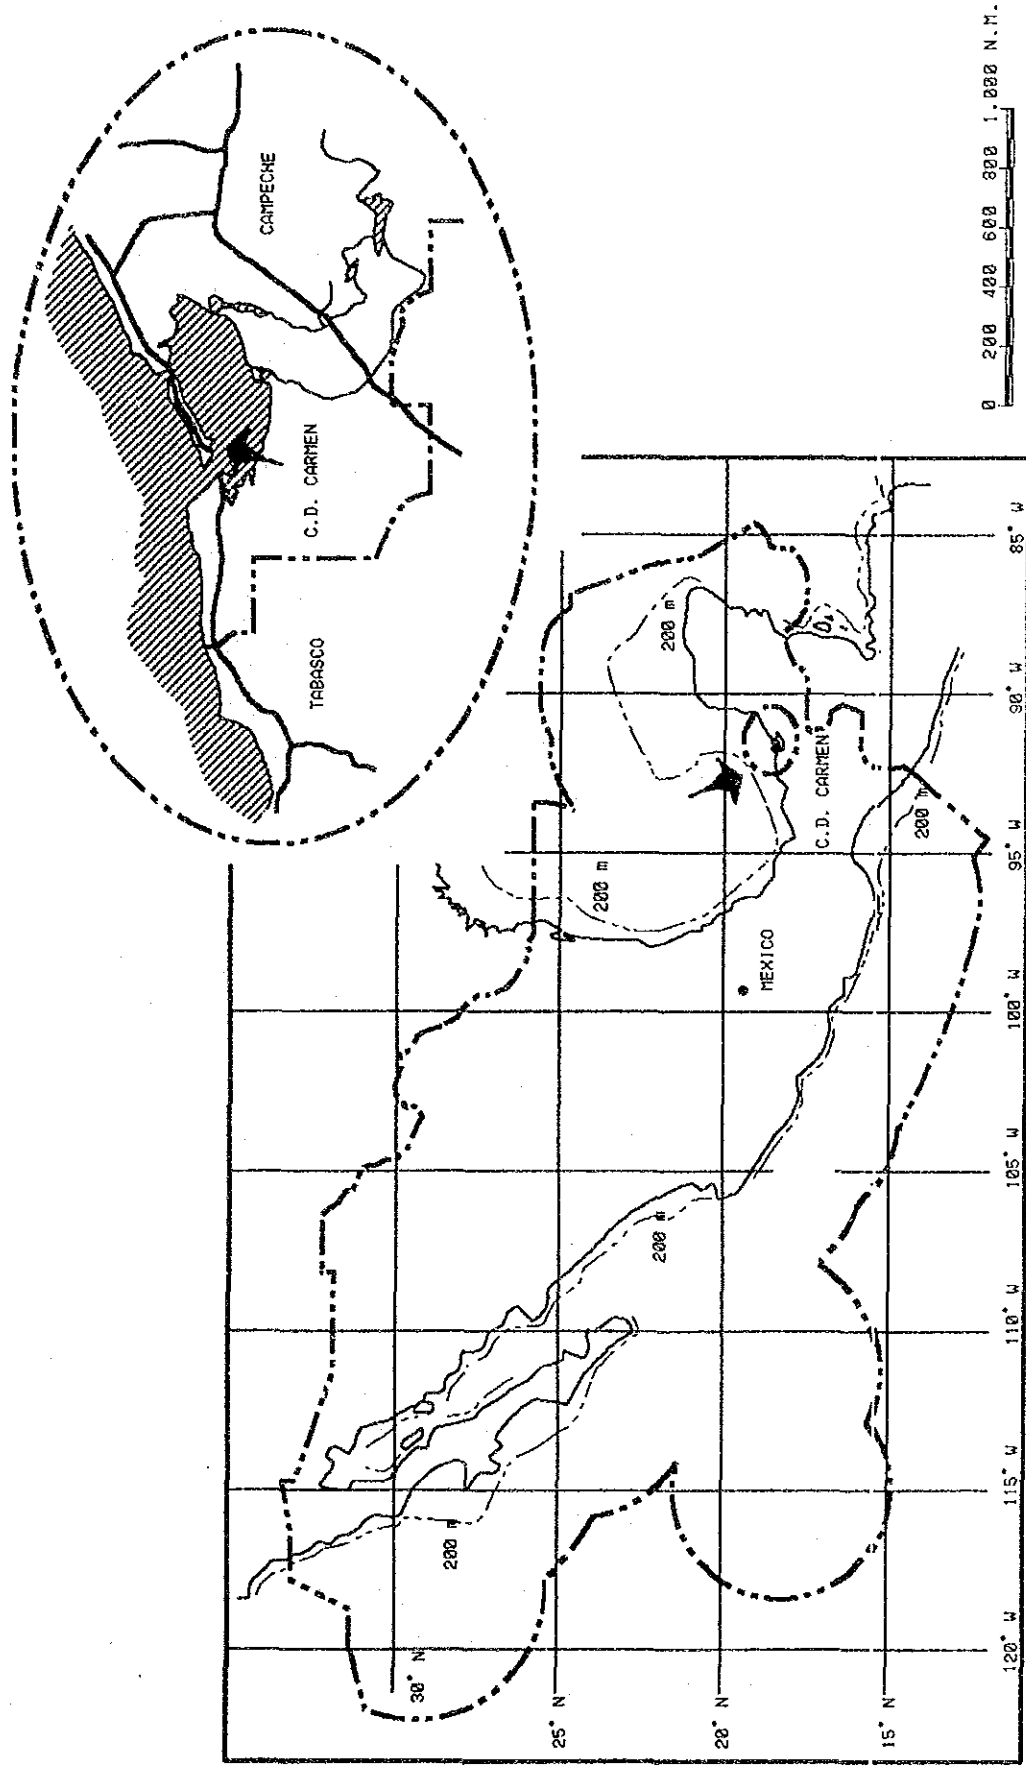 CAMPECHE
C.D. CARMEN
TABASCO
30° N
25° N
20° N
15° N
200 m
200 m
200 m
200 m
200 m
MEXICO
C.D. CARMEN
120° W
115° W
110° W
105° W
100° W
95° W
90° W
85° W
0 200 400 600 800 1.000 N.M.